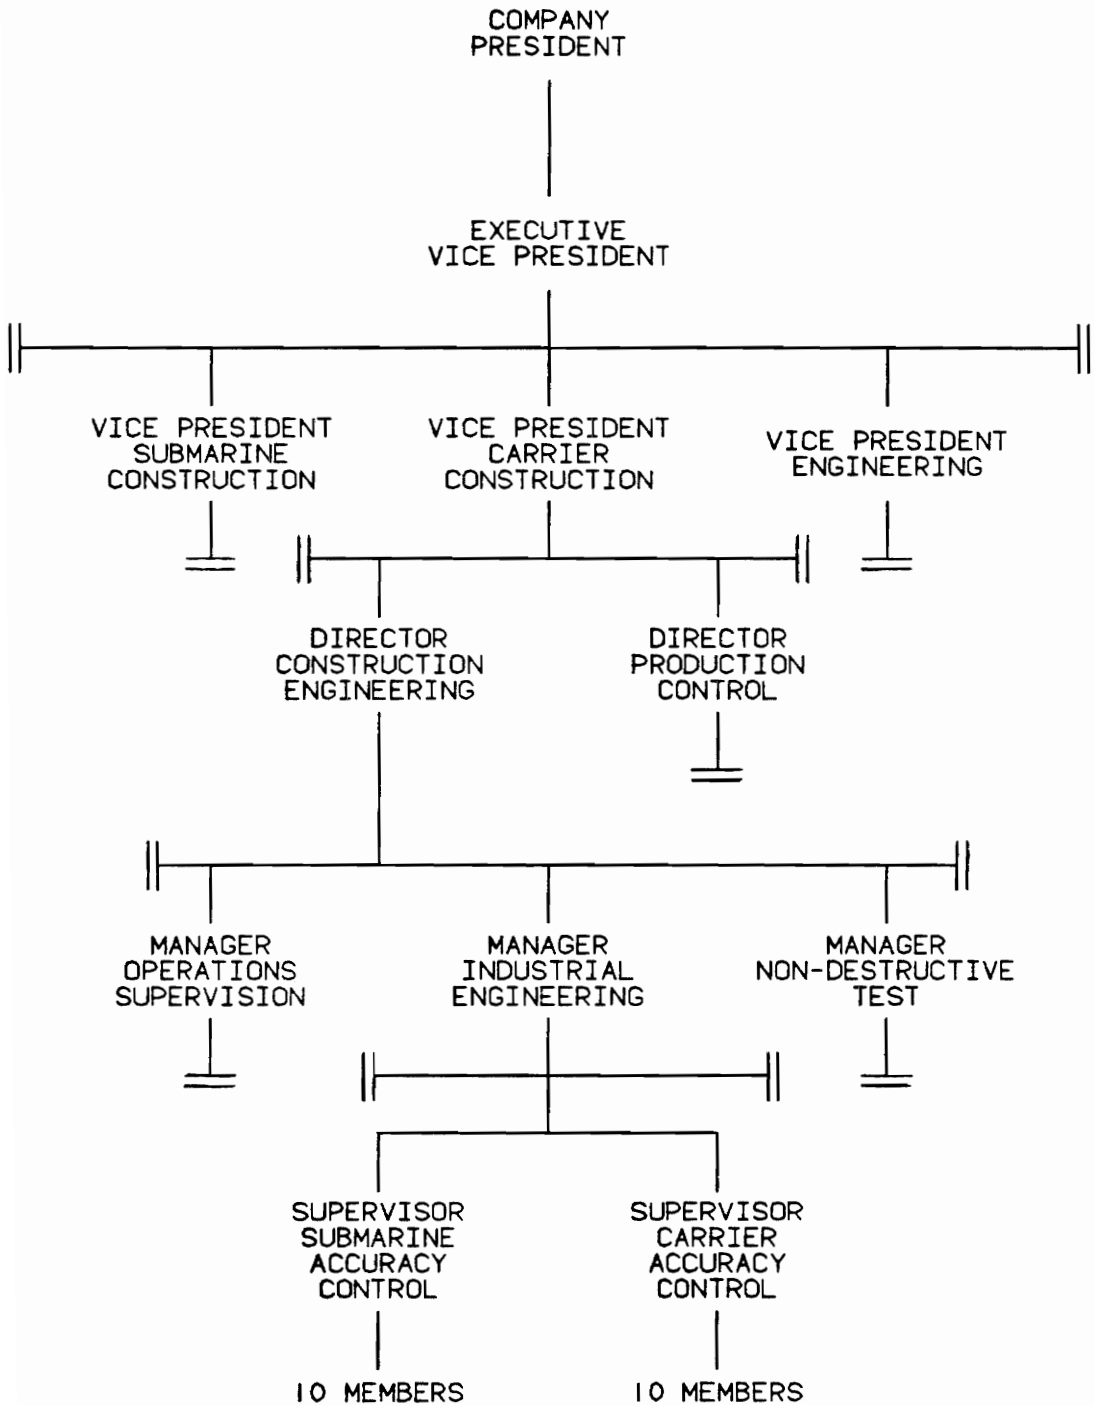 COMPANY
PRESIDENT
EXECUTIVE
VICE PRESIDENT
VICE PRESIDENT
SUBMARINE
CONSTRUCTION
VICE PRESIDENT
CARRIER
CONSTRUCTION
VICE PRESIDENT
ENGINEERING
DIRECTOR
CONSTRUCTION
ENGINEERING
DIRECTOR
PRODUCTION
CONTROL
MANAGER
OPERATIONS
SUPERVISION
MANAGER
INDUSTRIAL
ENGINEERING
MANAGER
NON-DESTRUCTIVE
TEST
SUPERVISOR
SUBMARINE
ACCURACY
CONTROL
SUPERVISOR
CARRIER
ACCURACY
CONTROL
10 MEMBERS
10 MEMBERS